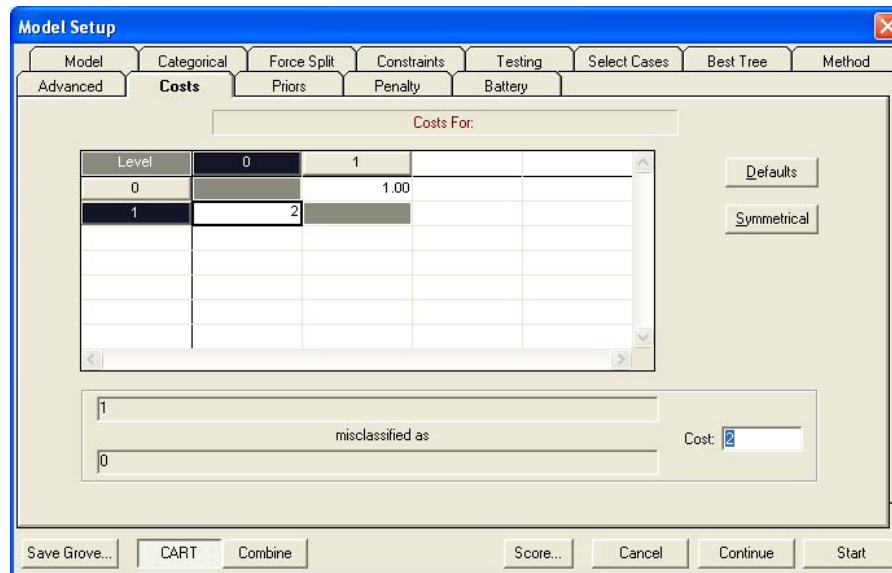 Model Setup
Model Categorical Force Split Constraints Testing Select Cases Best Tree Method
Advanced Costs Priors Penalty Battery
Costs For:
Level 0 1
0 1.00
1 2
Defaults
Symmetrical
1
misclassified as
Cost: 2
0
Save Grove... CART Combine Score... Cancel Continue Start